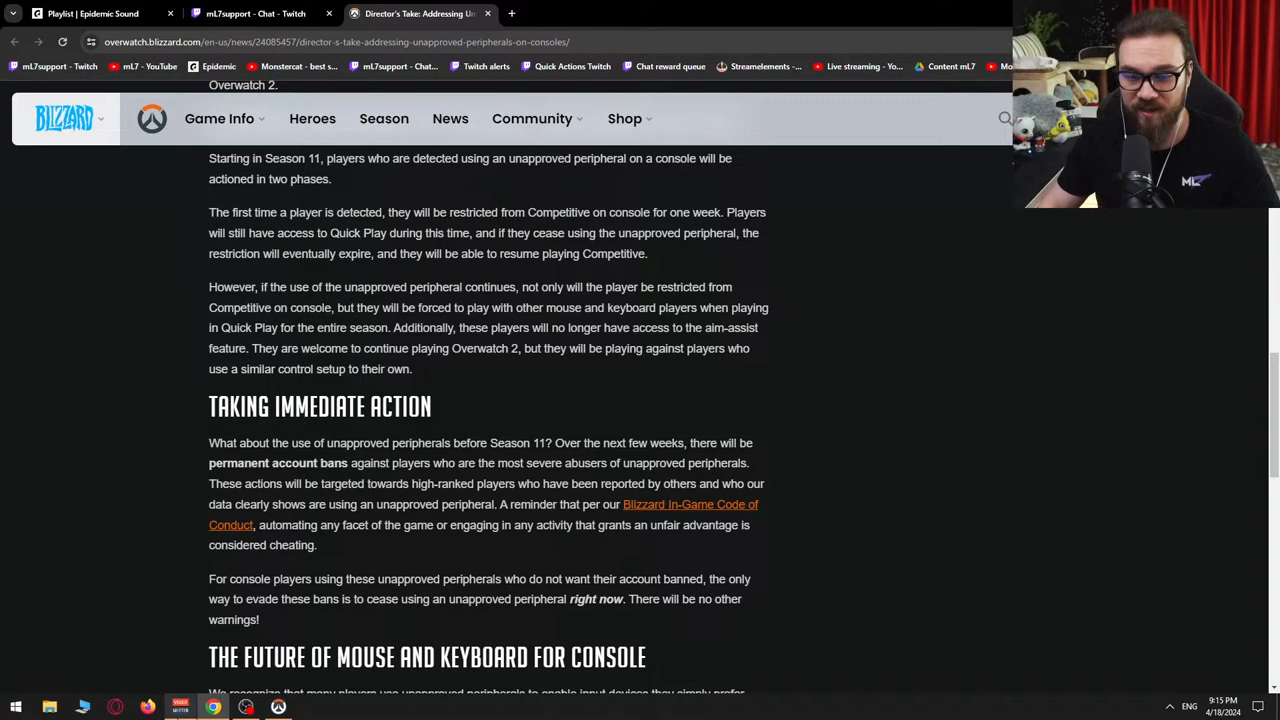 Playlist | Epidemic Sound
mL7support - Chat - Twitch
Director's Take: Addressing Un
overwatch.blizzard.com/en-us/news/24085457/director-s-take-addressing-unapproved-peripherals-on-consoles/
mL7support - Twitch
mL7 - YouTube
Epidemic
Monstercat - best s...
mL7support - Chat...
Twitch alerts
Quick Actions Twitch
Chat reward queue
Streamelements - ...
Live streaming - Yo...
Content mL7
Mo
Overwatch 2.
BLIZZARD
Game Info
Heroes
Season
News
Community
Shop
Starting in Season 11, players who are detected using an unapproved peripheral on a console will be
actioned in two phases.
The first time a player is detected, they will be restricted from Competitive on console for one week. Players
will still have access to Quick Play during this time, and if they cease using the unapproved peripheral, the
restriction will eventually expire, and they will be able to resume playing Competitive.
However, if the use of the unapproved peripheral continues, not only will the player be restricted from
Competitive on console, but they will be forced to play with other mouse and keyboard players when playing
in Quick Play for the entire season. Additionally, these players will no longer have access to the aim-assist
feature. They are welcome to continue playing Overwatch 2, but they will be playing against players who
use a similar control setup to their own.
TAKING IMMEDIATE ACTION
What about the use of unapproved peripherals before Season 11? Over the next few weeks, there will be
permanent account bans against players who are the most severe abusers of unapproved peripherals.
These actions will be targeted towards high-ranked players who have been reported by others and who our
data clearly shows are using an unapproved peripheral. A reminder that per our Blizzard In-Game Code of
Conduct, automating any facet of the game or engaging in any activity that grants an unfair advantage is
considered cheating.
For console players using these unapproved peripherals who do not want their account banned, the only
way to evade these bans is to cease using an unapproved peripheral right now. There will be no other
warnings!
THE FUTURE OF MOUSE AND KEYBOARD FOR CONSOLE
We recognize that many players use unapproved peripherals to enable input devices they simply prefer
ML7
ENG
9:15 PM
4/18/2024